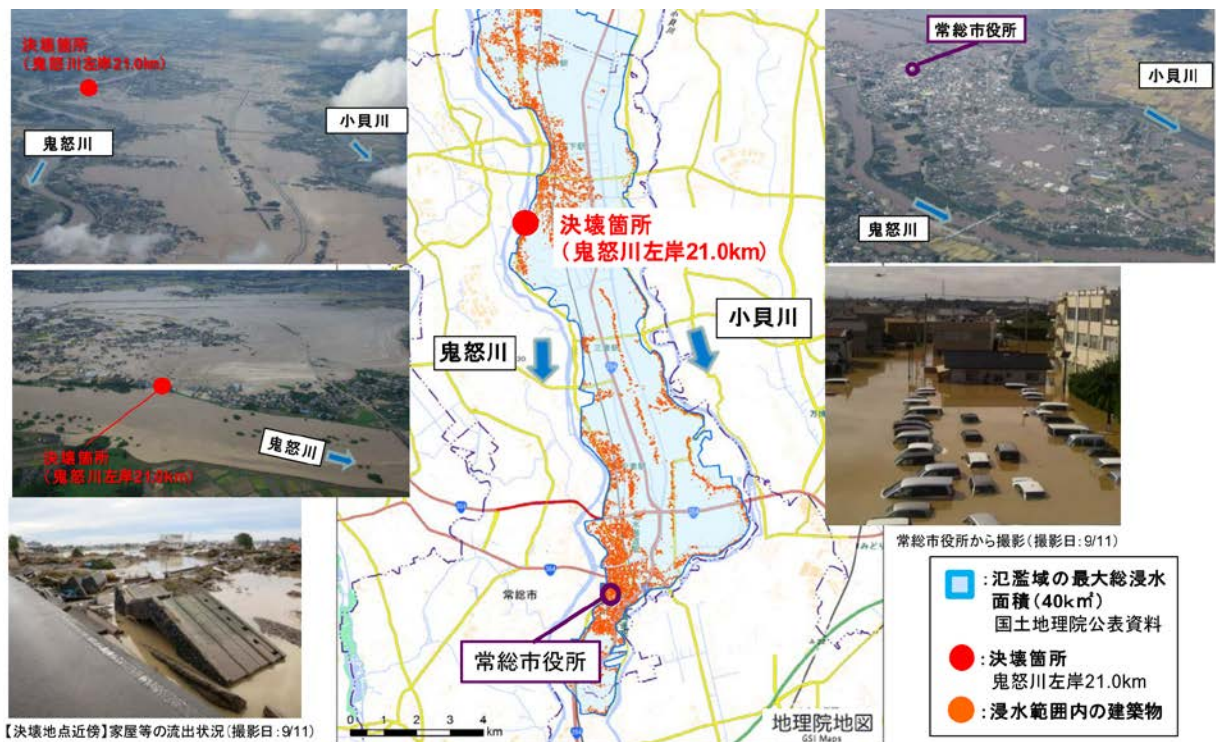 決壊箇所
(鬼怒川左岸21.0km)
鬼怒川
小貝川
決壊箇所
(鬼怒川左岸21.0km)
鬼怒川
【決壊地点近傍】家屋等の流出状況(撮影日:9/11)
決壊箇所
(鬼怒川左岸21.0km)
鬼怒川
小貝川
常総市
常総市役所
0 1 2 3 4
km
地理院地図
GSI Maps
常総市役所
小貝川
鬼怒川
常総市役所から撮影(撮影日:9/11)
:氾濫域の最大総浸水
面積(40k㎡)
国土地理院公表資料
:決壊箇所
鬼怒川左岸21.0km
:浸水範囲内の建築物